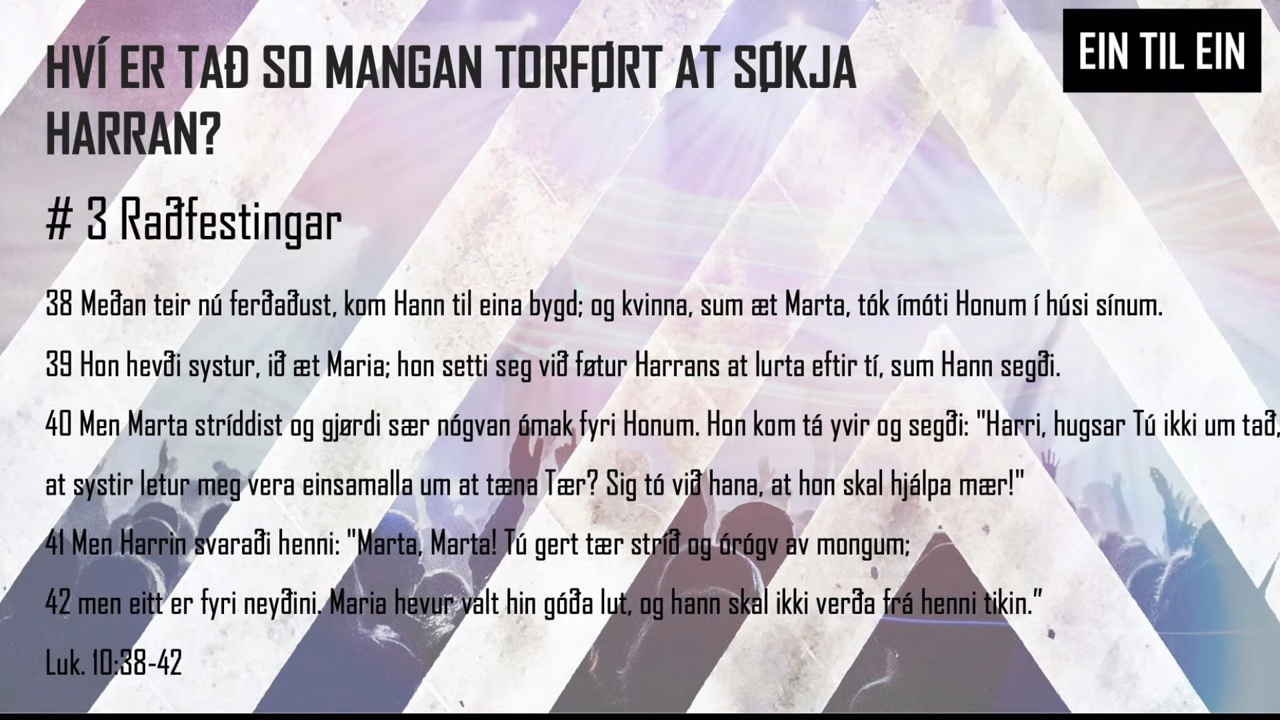 HVÍ ER TAÐ SO MANGAN TORFØRT AT SØKJA
HARRAN?
EIN TIL EIN
# 3 Raðfestingar
38 Meðan teir nú ferðaðust, kom Hann til eina bygd; og kvinna, sum æt Marta, tók ímóti Honum í húsi sínum.
39 Hon hevði systur, ið æt Maria; hon setti seg við føtur Harrans at lurta eftir tí, sum Hann segði.
40 Men Marta stríddist og gjørdi sær nógvan ómak fyri Honum. Hon kom tá yvir og segði: "Harri, hugsar Tú ikki um tað,
at systir letur meg vera einsamalla um at tæna Tær? Sig tó við hana, at hon skal hjálpa mær!"
41 Men Harrin svaraði henni: "Marta, Marta! Tú gert tær stríð og órógv av mongum;
42 men eitt er fyri neyðini. Maria hevur valt hin góða lut, og hann skal ikki verða frá henni tikin.”
Luk. 10:38-42